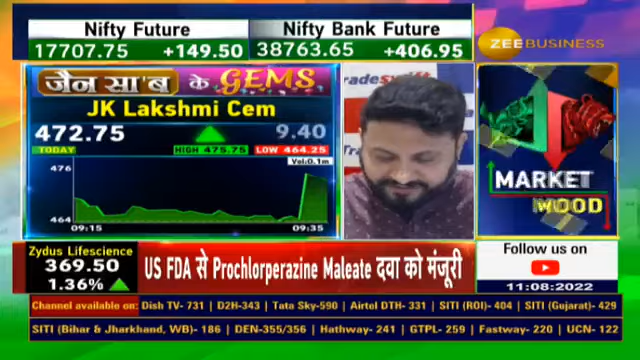 Nifty Future
17707.75 +149.50
Nifty Bank Future
38763.65 +406.95
ZEE BUSINESS
जैन सा'ब के GEMS
JK Lakshmi Cem
472.75 9.40
TODAY HIGH 475.75 LOW 464.25
Vol:0.1m
476
464
09:15 09:35
MARKET
WOOD
Zydus Lifescience
369.50
1.36%
US FDA से Prochlorperazine Maleate दवा को मंजूरी
Follow us on
11:08:2022
Channel available on: Dish TV- 731 | D2H-343 | Tata Sky-590 | Airtel DTH- 331 | SITI (ROI)- 404 | SITI (Gujarat)- 429
SITI (Bihar & Jharkhand, WB)- 186 | DEN-355/356 | Hathway- 241 | GTPL- 259 | Fastway- 220 | UCN- 122